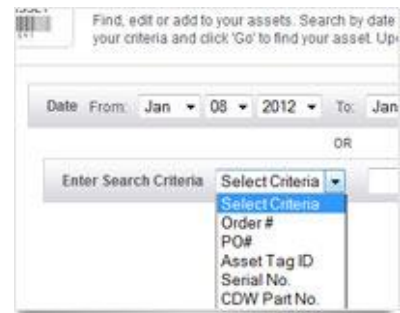 Find, edit or add to your assets. Search by date
your criteria and click 'Go' to find your asset. Up
Date From: Jan 08 2012 To: Jan
OR
Enter Search Criteria Select Criteria
Select Criteria
Order #
PO#
Asset Tag ID
Serial No.
CDW Part No.